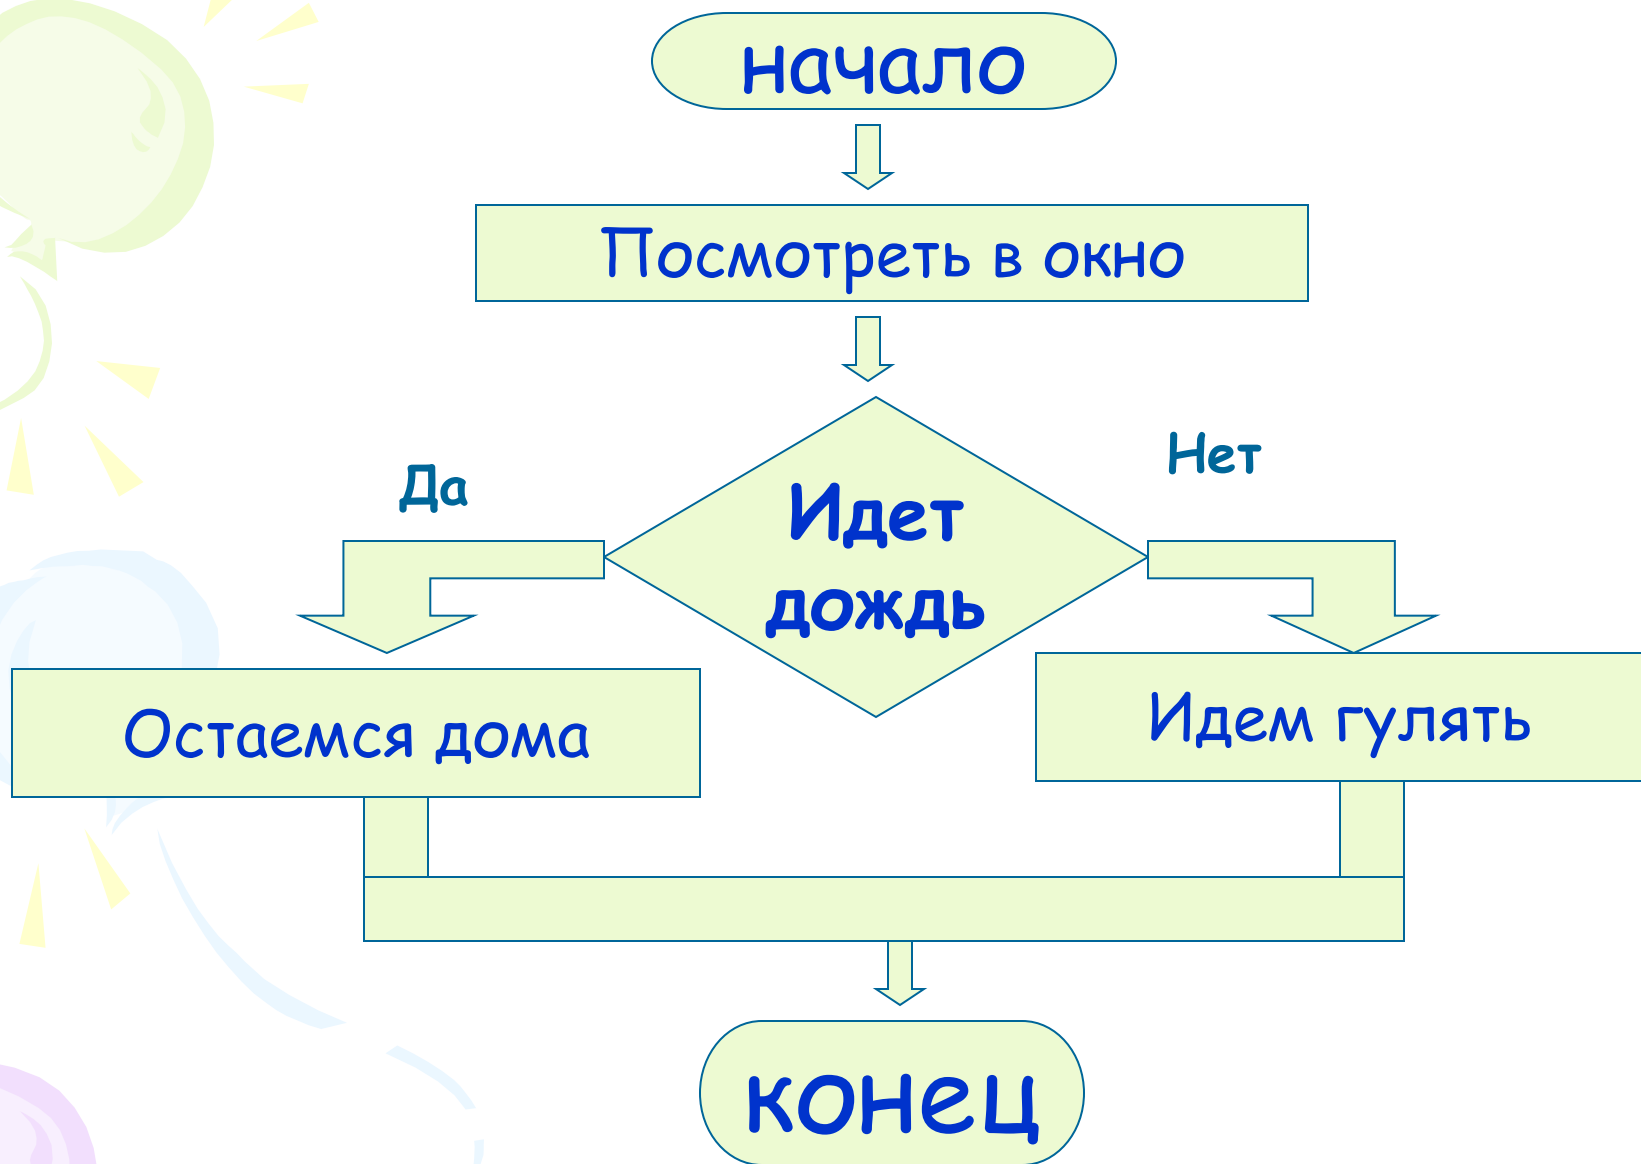 начало
Посмотреть в окно
Да
Нет
Идет
дождь
Остаемся дома
Идем гулять
конец